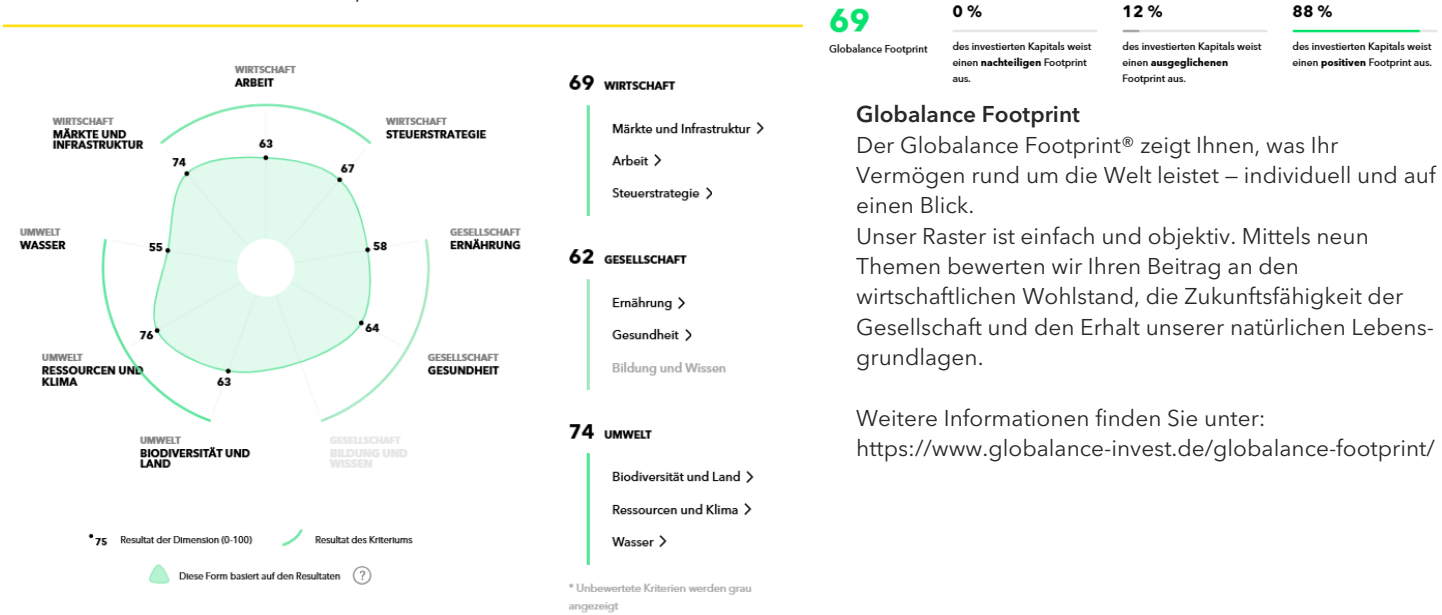 WIRTSCHAFT
ARBEIT
WIRTSCHAFT
MÄRKTE UND
INFRASTRUKTUR
WIRTSCHAFT
STEUERSTRATEGIE
63
74
67
UMWELT
WASSER
55
58
GESELLSCHAFT
ERNÄHRUNG
76
64
UMWELT
RESSOURCEN UND
KLIMA
63
GESELLSCHAFT
GESUNDHEIT
UMWELT
BIODIVERSITÄT UND
LAND
GESELLSCHAFT
BILDUNG UND
WISSEN
75 Resultat der Dimension (0-100)
Resultat des Kriteriums
Diese Form basiert auf den Resultaten ?
69 WIRTSCHAFT
Märkte und Infrastruktur >
Arbeit >
Steuerstrategie >
62 GESELLSCHAFT
Ernährung >
Gesundheit >
Bildung und Wissen
74 UMWELT
Biodiversität und Land >
Ressourcen und Klima >
Wasser >
* Unbewertete Kriterien werden grau
angezeigt
69
Globalance Footprint
0 %
des investierten Kapitals weist
einen nachteiligen Footprint
aus.
12 %
des investierten Kapitals weist
einen ausgeglichenen
Footprint aus.
88 %
des investierten Kapitals weist
einen positiven Footprint aus.
Globalance Footprint
Der Globalance Footprint® zeigt Ihnen, was Ihr
Vermögen rund um die Welt leistet – individuell und auf
einen Blick.
Unser Raster ist einfach und objektiv. Mittels neun
Themen bewerten wir Ihren Beitrag an den
wirtschaftlichen Wohlstand, die Zukunftsfähigkeit der
Gesellschaft und den Erhalt unserer natürlichen Lebens-
grundlagen.
Weitere Informationen finden Sie unter:
https://www.globalance-invest.de/globalance-footprint/